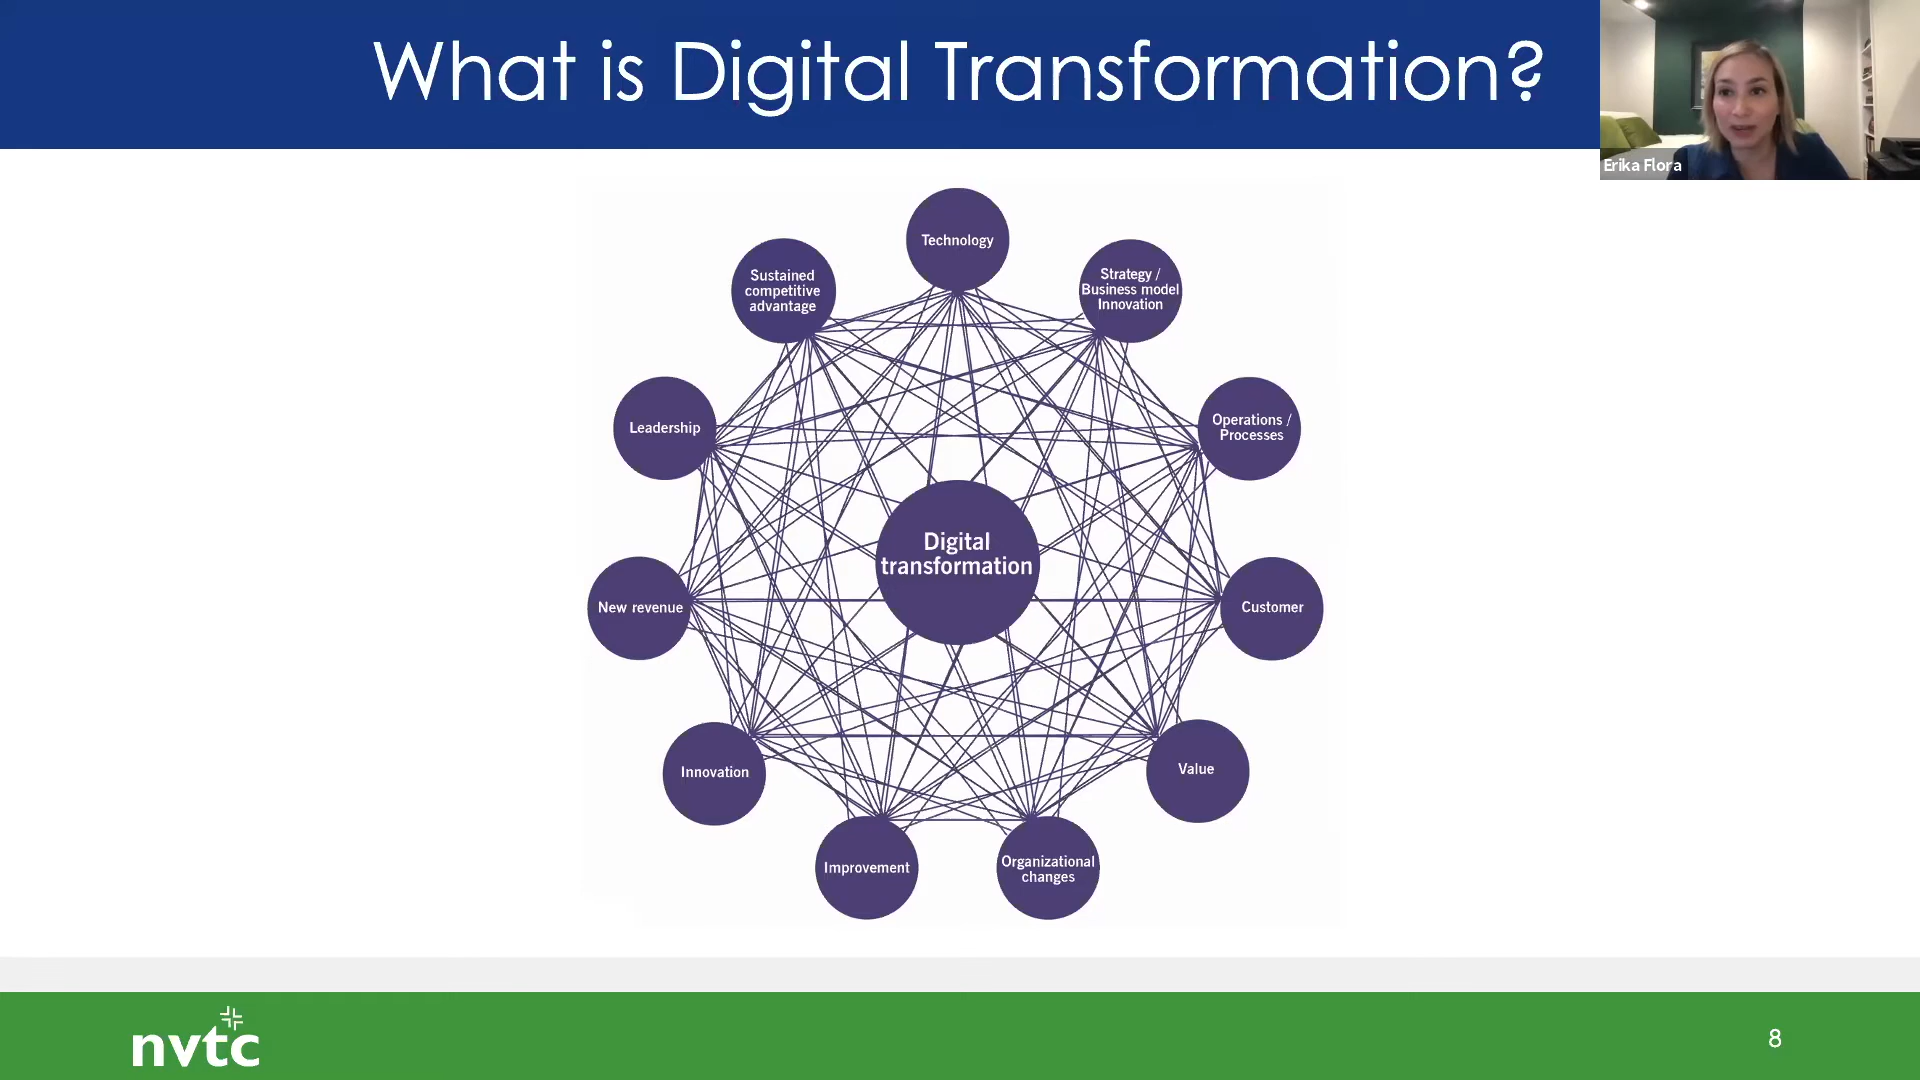 What is Digital Transformation?
Erika Flora
Technology
Sustained
competitive
advantage
Strategy /
Business model
Innovation
Leadership
Operations /
Processes
Digital
transformation
New revenue
Customer
Innovation
Value
Improvement
Organizational
changes
nvtc
8